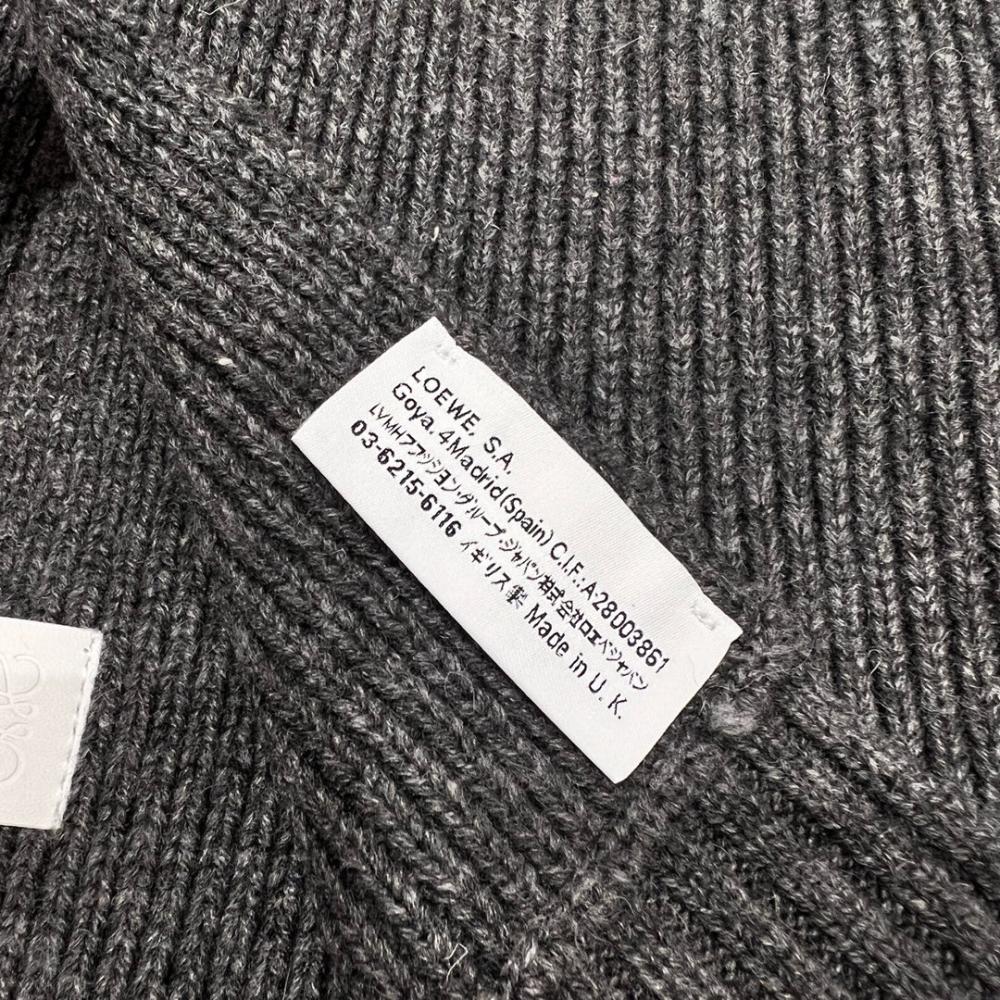 LOEWE, S.A.
Goya. 4Madrid(Spain) C.I.F.:A-28003861
LVMHファッション・グループ・ジャパン株式会社ロエベジャパン
03-6215-6116 イギリス製 Made in U. K.